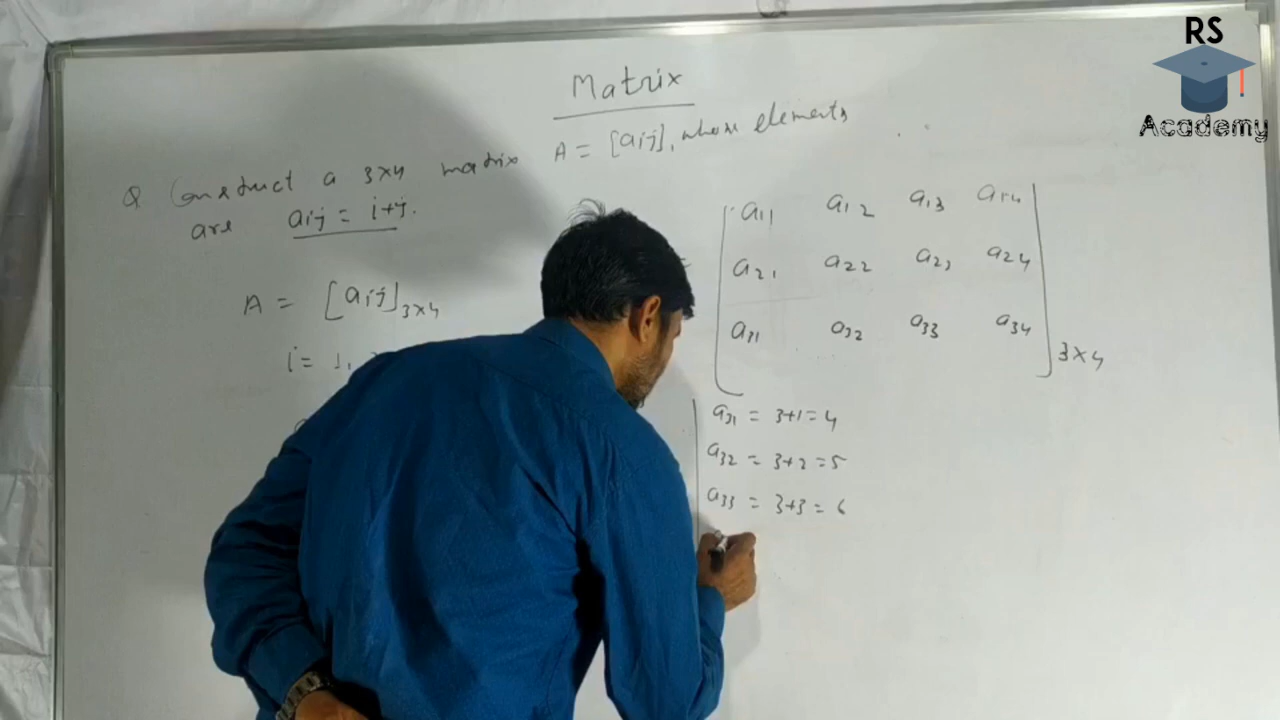 RS
Academy
Matrix
Q Construct a 3×4 matrix A = [aij], whose elements
are aij = i+j.
A = [aij]3×4
i = 1,
a11 a12 a13 a14
a21 a22 a23 a24
a31 a32 a33 a34
3×4
a31 = 3+1 = 4
a32 = 3+2 = 5
a33 = 3+3 = 6